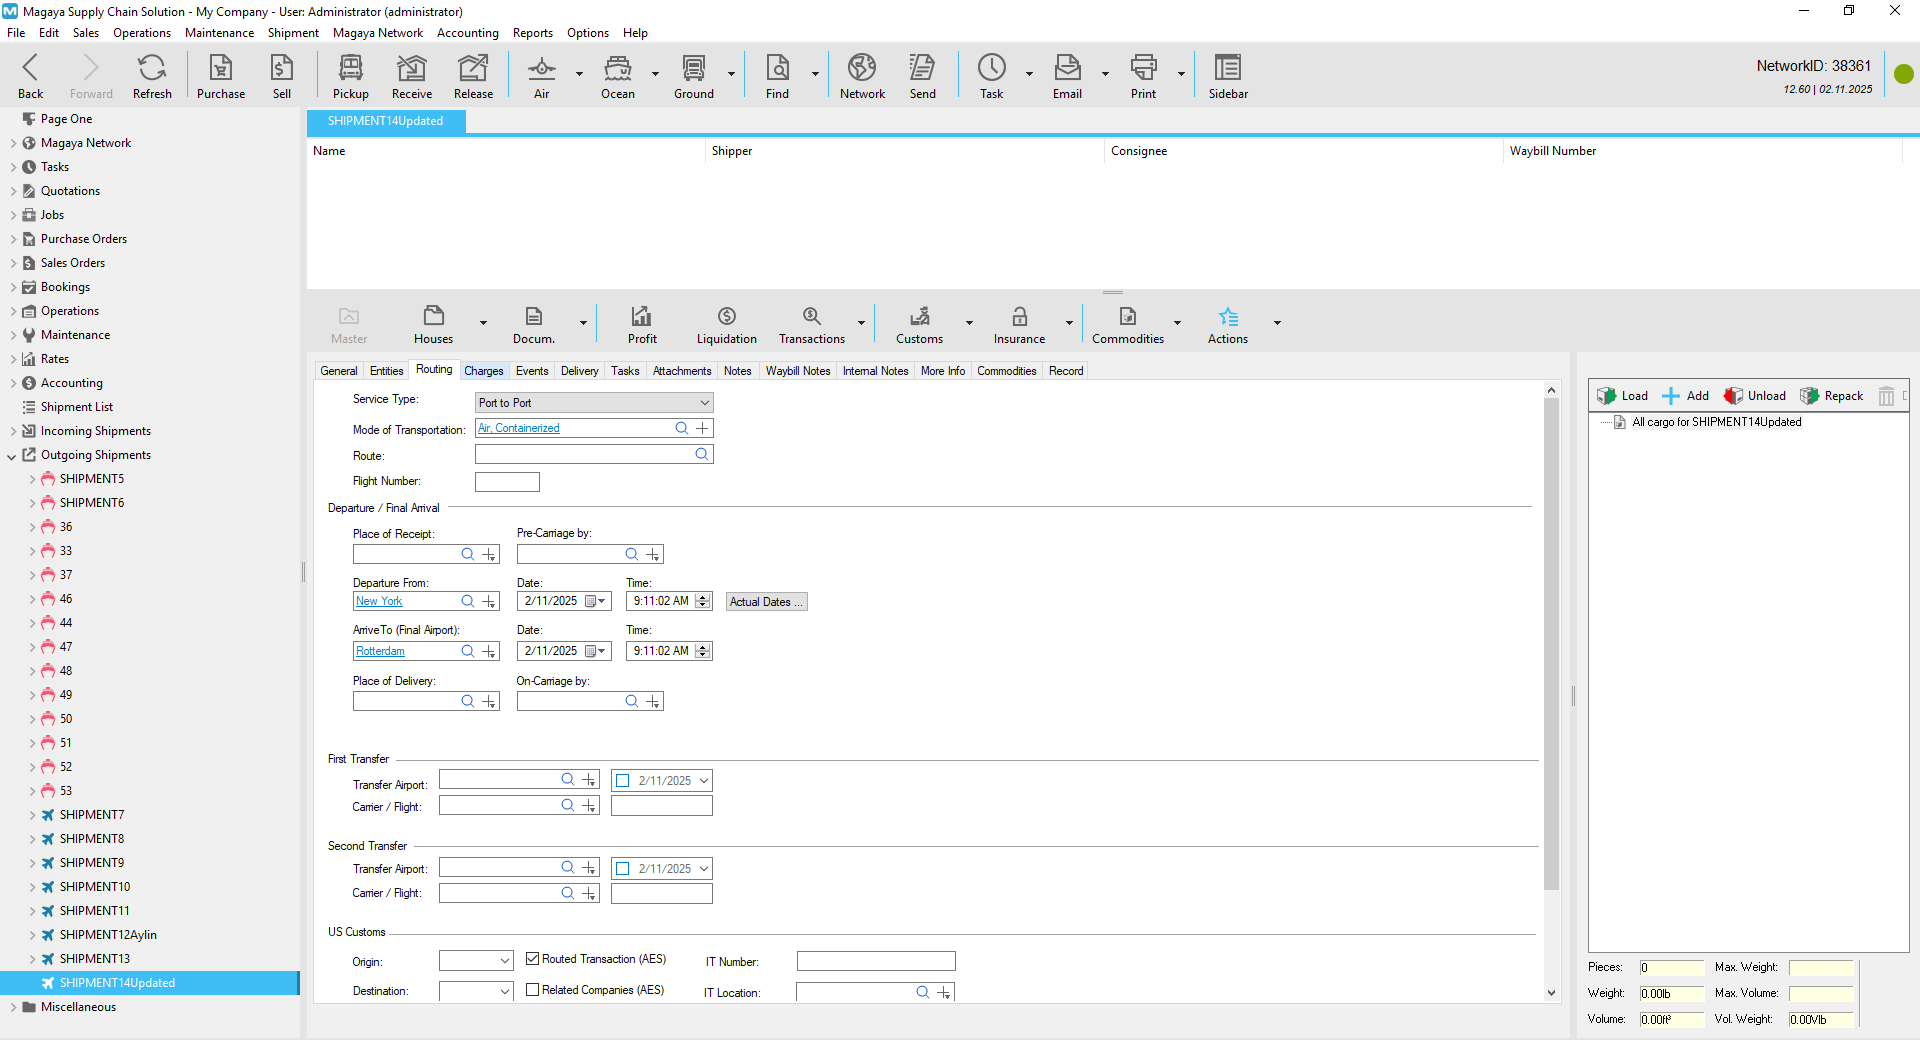 Magaya Supply Chain Solution - My Company - User: Administrator (administrator)
File Edit Sales Operations Maintenance Shipment Magaya Network Accounting Reports Options Help
Back Forward Refresh Purchase Sell Pickup Receive Release Air Ocean Ground Find Network Send Task Email Print Sidebar
NetworkID: 38361
12.60 | 02.11.2025
Page One
Magaya Network
Tasks
Quotations
Jobs
Purchase Orders
Sales Orders
Bookings
Operations
Maintenance
Rates
Accounting
Shipment List
Incoming Shipments
Outgoing Shipments
SHIPMENT5
SHIPMENT6
36
33
37
46
44
47
48
49
50
51
52
53
SHIPMENT7
SHIPMENT8
SHIPMENT9
SHIPMENT10
SHIPMENT11
SHIPMENT12Aylin
SHIPMENT13
SHIPMENT14Updated
Miscellaneous
SHIPMENT14Updated
Name Shipper Consignee Waybill Number
Master Houses Docum. Profit Liquidation Transactions Customs Insurance Commodities Actions
General Entities Routing Charges Events Delivery Tasks Attachments Notes Waybill Notes Internal Notes More Info Commodities Record
Service Type: Port to Port
Mode of Transportation: Air, Containerized
Route:
Flight Number:
Departure / Final Arrival
Place of Receipt: Pre-Carriage by:
Departure From: Date: Time:
New York 2/11/2025 9:11:02 AM Actual Dates ...
Arrive To (Final Airport): Date: Time:
Rotterdam 2/11/2025 9:11:02 AM
Place of Delivery: On-Carriage by:
First Transfer
Transfer Airport: 2/11/2025
Carrier / Flight:
Second Transfer
Transfer Airport: 2/11/2025
Carrier / Flight:
US Customs
Origin: Routed Transaction (AES) IT Number:
Destination: Related Companies (AES) IT Location:
Load Add Unload Repack
All cargo for SHIPMENT14Updated
Pieces: 0 Max. Weight:
Weight: 0.00lb Max. Volume:
Volume: 0.00ft³ Vol. Weight: 0.00Vlb